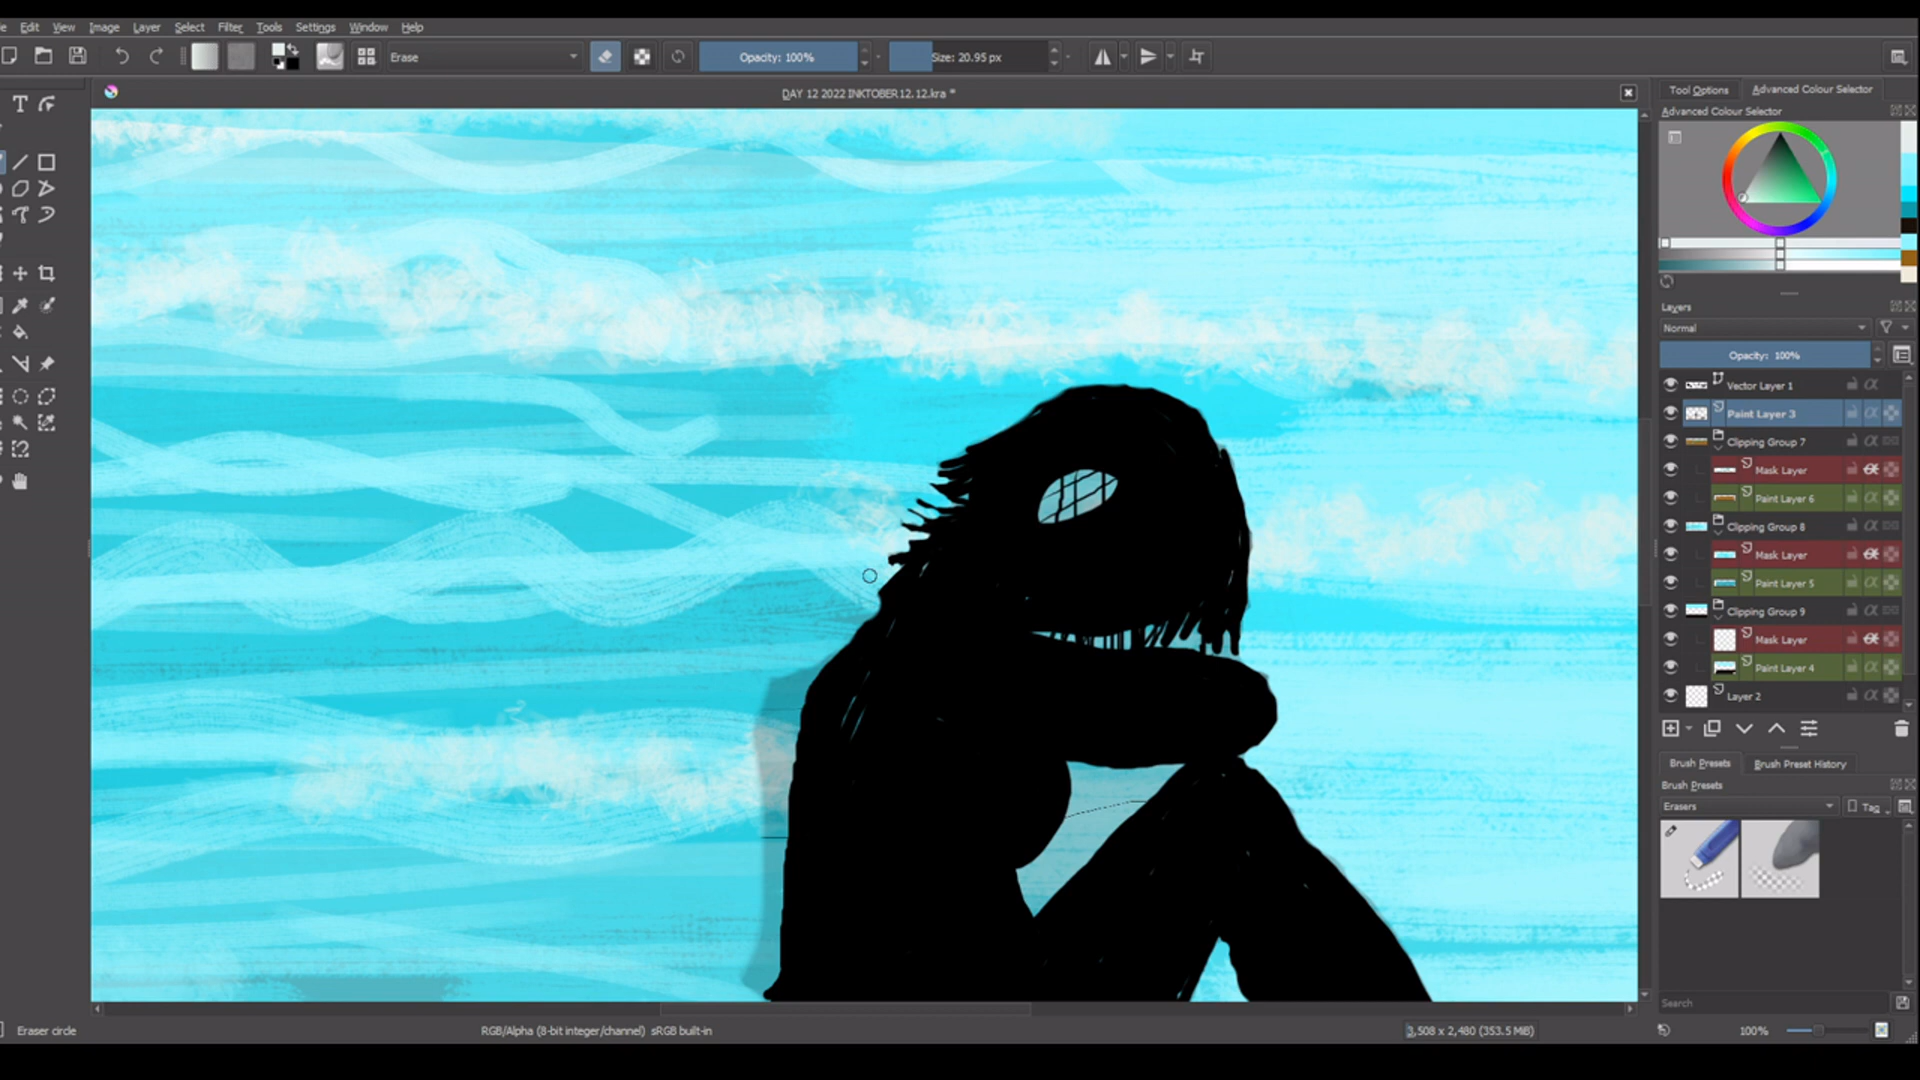 Edit View Image Layer Select Filter Tools Settings Window Help
Erase
Opacity: 100%
Size: 20.95 px
DAY 12 2022 INKTOBER12.12.kra *
Tool Options
Advanced Colour Selector
Advanced Colour Selector
Layers
Normal
Opacity: 100%
Vector Layer 1
Paint Layer 3
Clipping Group 7
Mask Layer
Paint Layer 6
Clipping Group 8
Mask Layer
Paint Layer 5
Clipping Group 9
Mask Layer
Paint Layer 4
Layer 2
Brush Presets
Brush Preset History
Brush Presets
Erasers
Tag
Search
Eraser circle
RGB/Alpha (8-bit integer/channel) sRGB built-in
3,508 x 2,480 (353.5 MiB)
100%